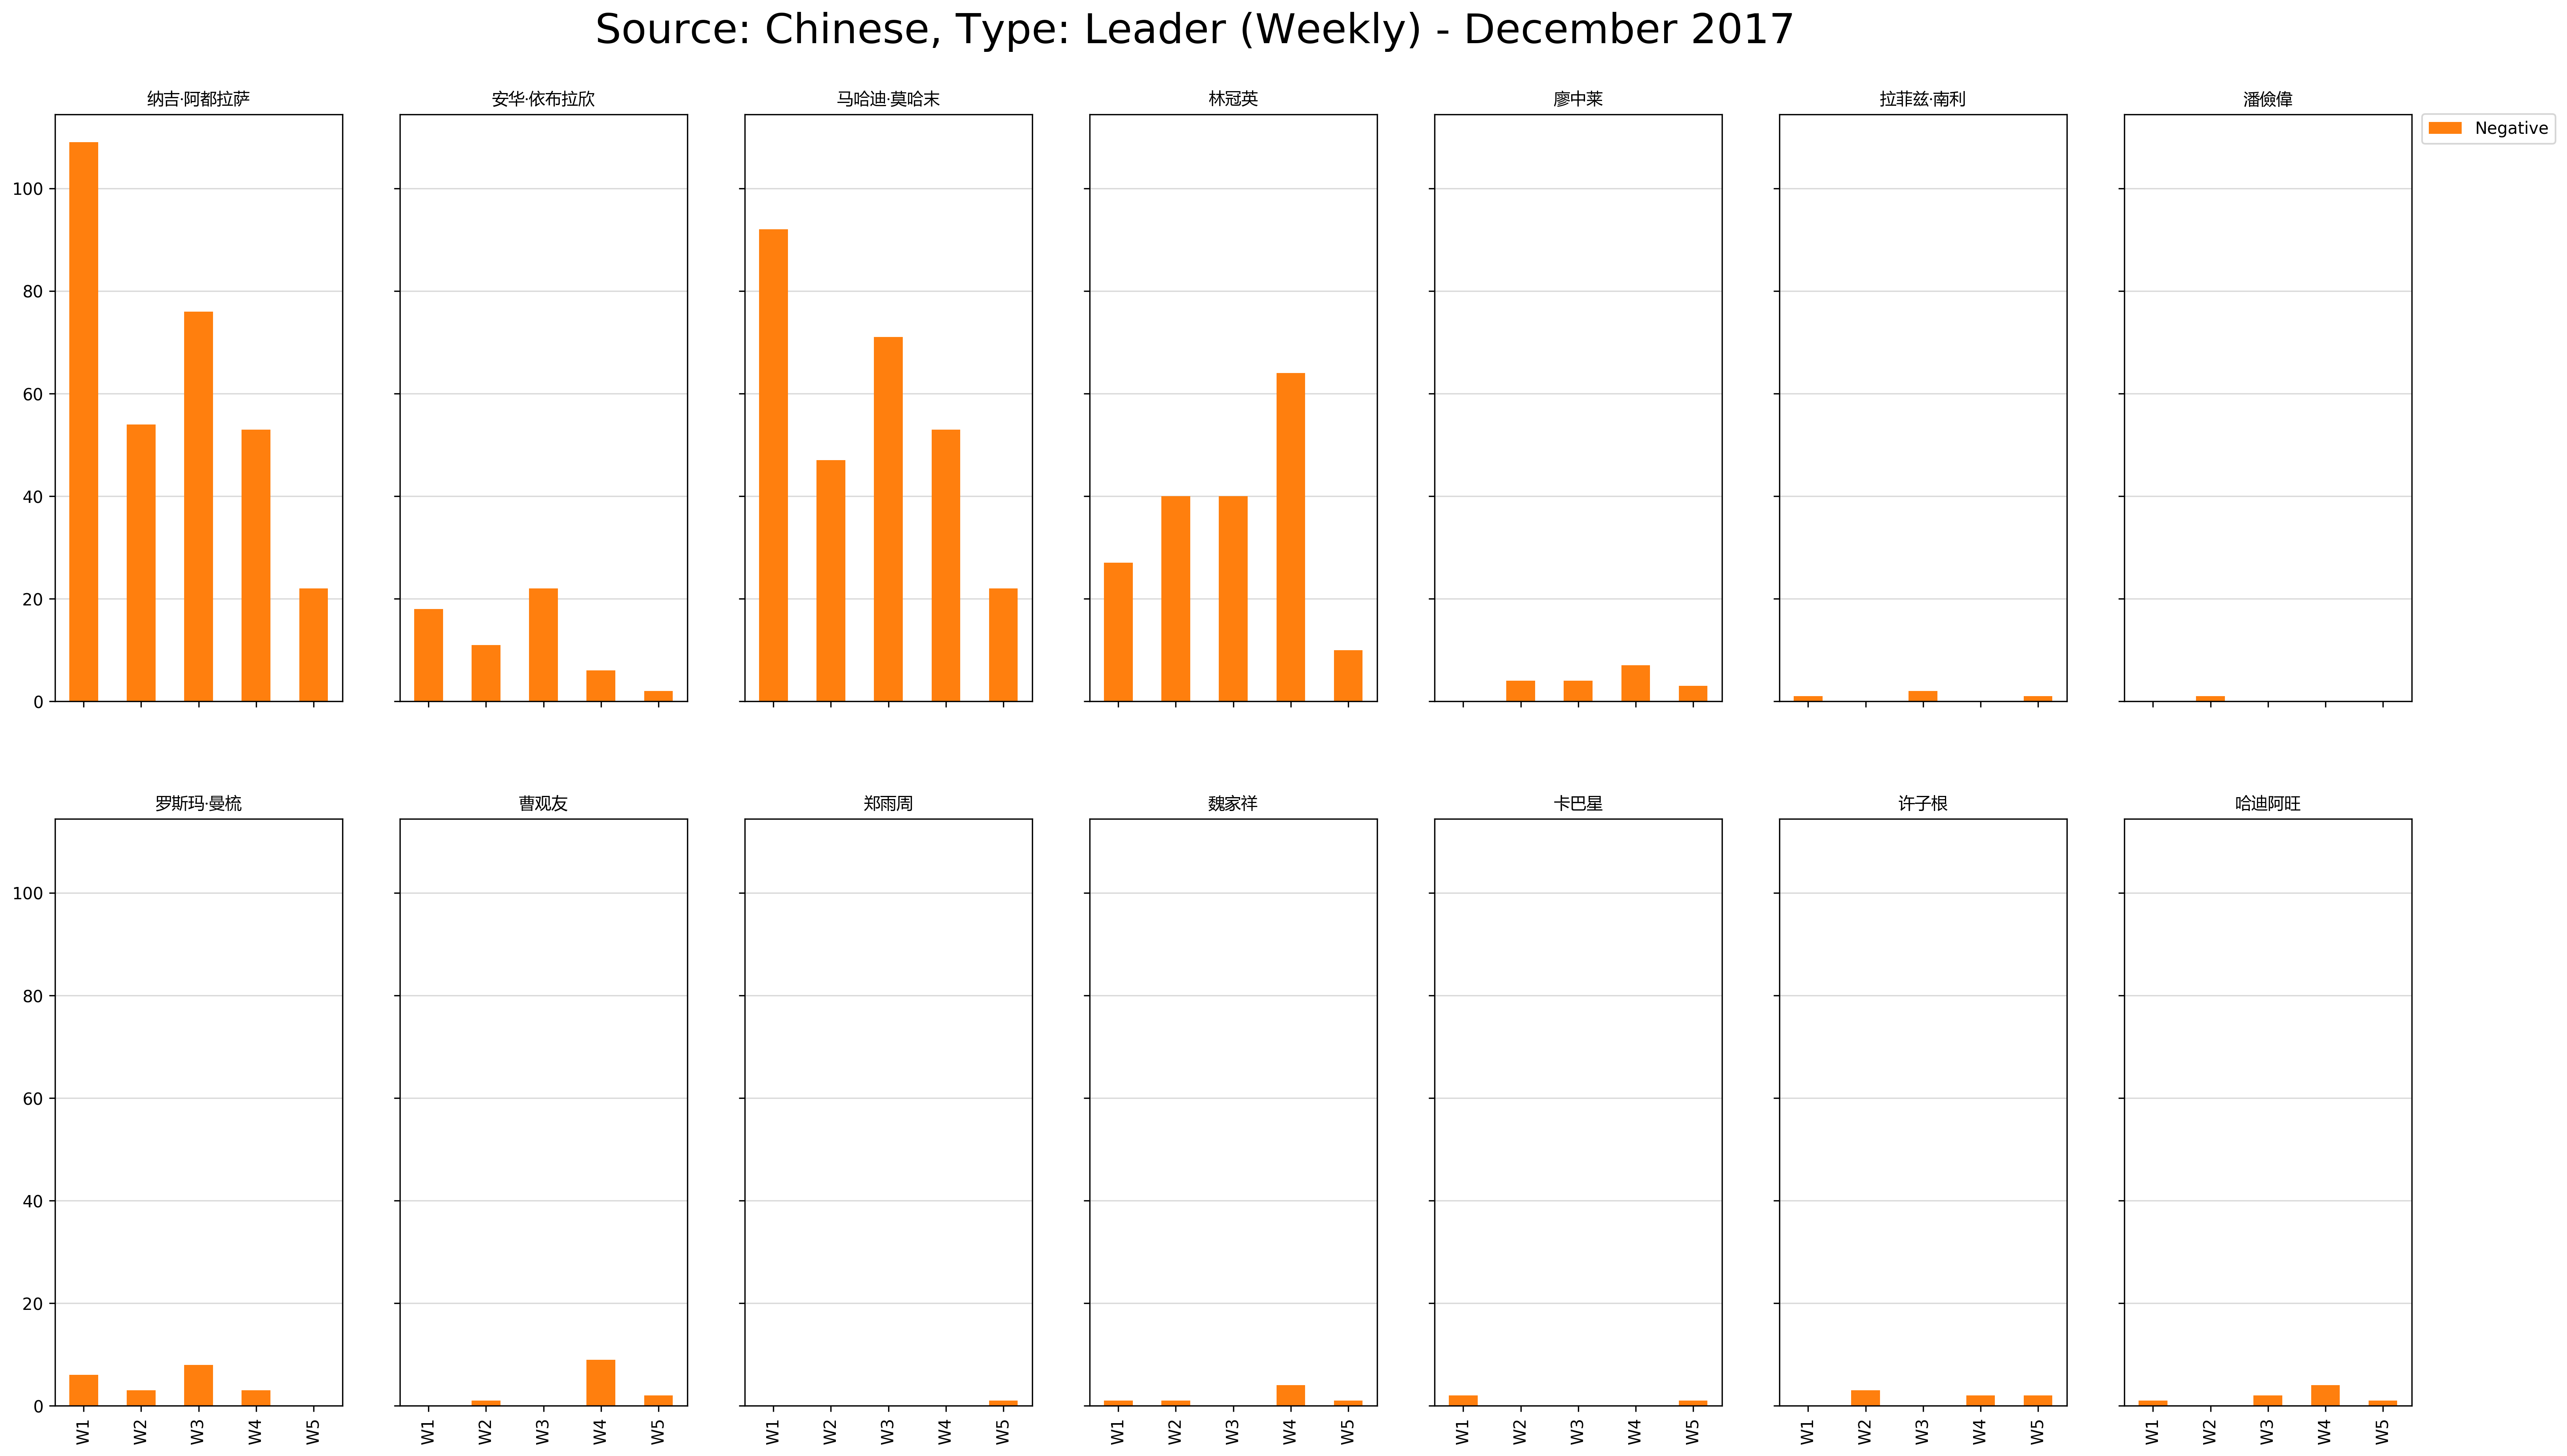 Source: Chinese, Type: Leader (Weekly) - December 2017
纳吉·阿都拉萨
安华·依布拉欣
马哈迪·莫哈末
林冠英
廖中莱
拉菲兹·南利
潘儉偉
Negative
100
80
60
40
20
0
罗斯玛·曼梳
曹观友
郑雨周
魏家祥
卡巴星
许子根
哈迪阿旺
100
80
60
40
20
0
W1 W2 W3 W4 W5
W1 W2 W3 W4 W5
W1 W2 W3 W4 W5
W1 W2 W3 W4 W5
W1 W2 W3 W4 W5
W1 W2 W3 W4 W5
W1 W2 W3 W4 W5